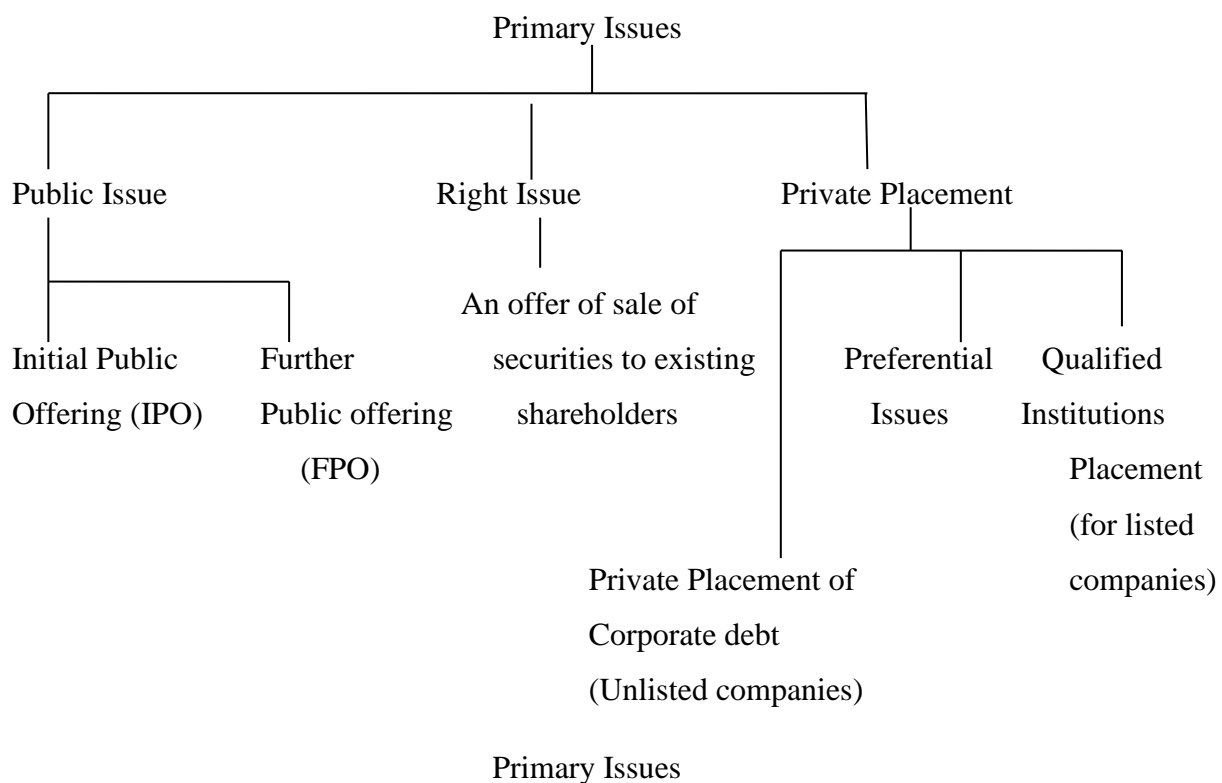 Primary Issues
Public Issue
Right Issue
Private Placement
Initial Public
Offering (IPO)
Further
Public offering
(FPO)
An offer of sale of
securities to existing
shareholders
Private Placement of
Corporate debt
(Unlisted companies)
Preferential
Issues
Qualified
Institutions
Placement
(for listed
companies)
Primary Issues